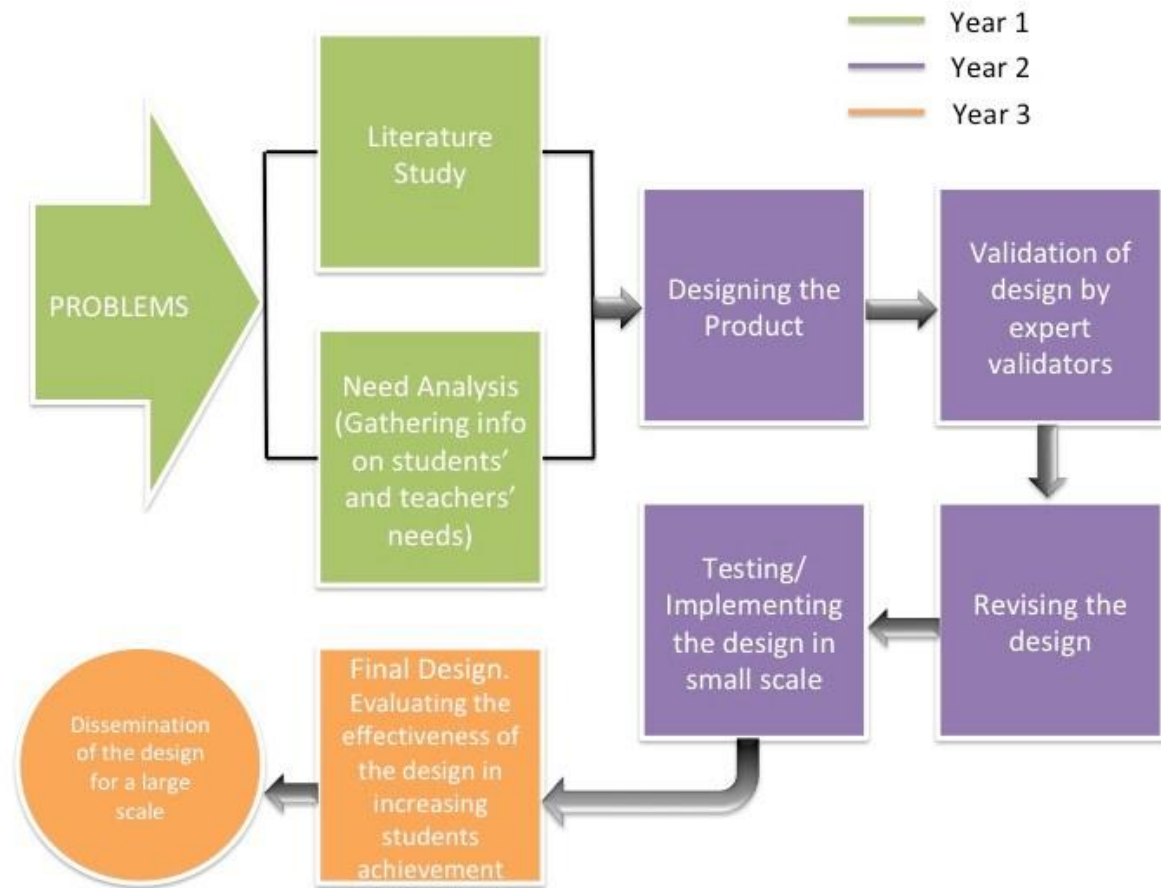 Year 1
Year 2
Year 3
PROBLEMS
Literature
Study
Need Analysis
(Gathering info
on students’
and teachers’
needs)
Designing the
Product
Validation of
design by
expert
validators
Revising the
design
Testing/
Implementing
the design in
small scale
Final Design.
Evaluating the
effectiveness of
the design in
increasing
students
achievement
Dissemination
of the design
for a large
scale